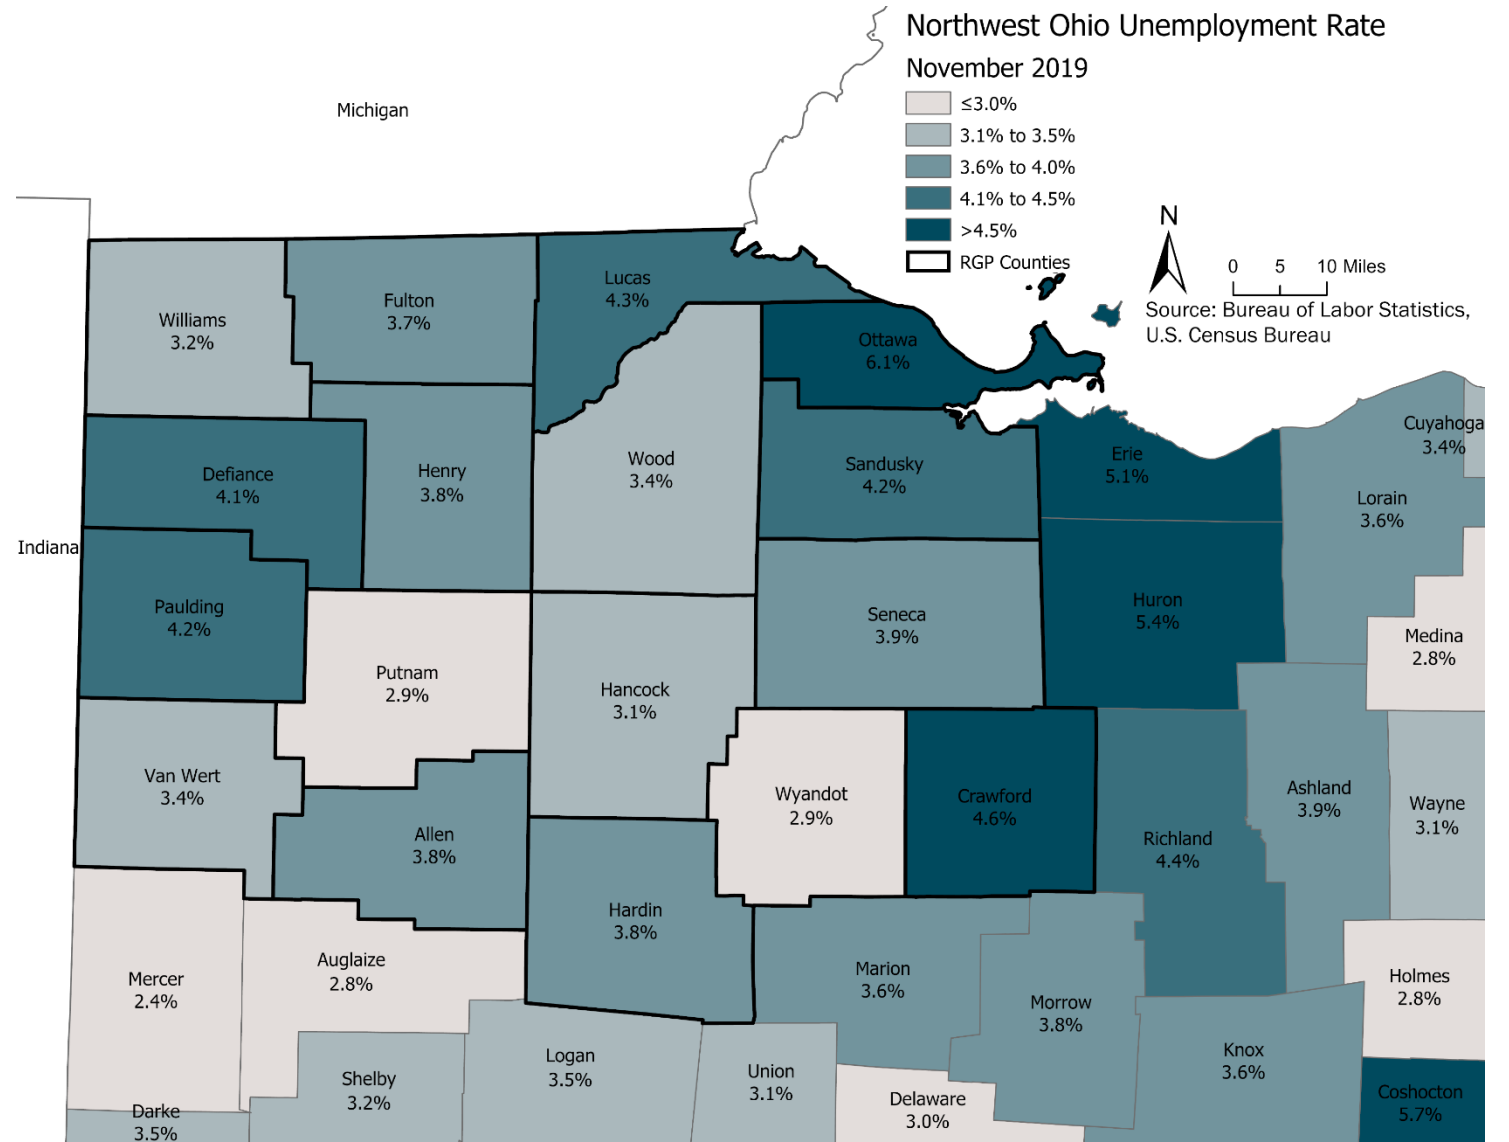 Northwest Ohio Unemployment Rate
November 2019
≤3.0%
3.1% to 3.5%
3.6% to 4.0%
4.1% to 4.5%
>4.5%
RGP Counties
N
0 5 10 Miles
Source: Bureau of Labor Statistics,
U.S. Census Bureau
Michigan
Indiana
Williams
3.2%
Fulton
3.7%
Lucas
4.3%
Ottawa
6.1%
Defiance
4.1%
Henry
3.8%
Wood
3.4%
Sandusky
4.2%
Erie
5.1%
Cuyahoga
3.4%
Lorain
3.6%
Paulding
4.2%
Putnam
2.9%
Hancock
3.1%
Seneca
3.9%
Huron
5.4%
Medina
2.8%
Van Wert
3.4%
Allen
3.8%
Wyandot
2.9%
Crawford
4.6%
Richland
4.4%
Ashland
3.9%
Wayne
3.1%
Hardin
3.8%
Mercer
2.4%
Auglaize
2.8%
Marion
3.6%
Morrow
3.8%
Holmes
2.8%
Knox
3.6%
Logan
3.5%
Union
3.1%
Shelby
3.2%
Delaware
3.0%
Coshocton
5.7%
Darke
3.5%